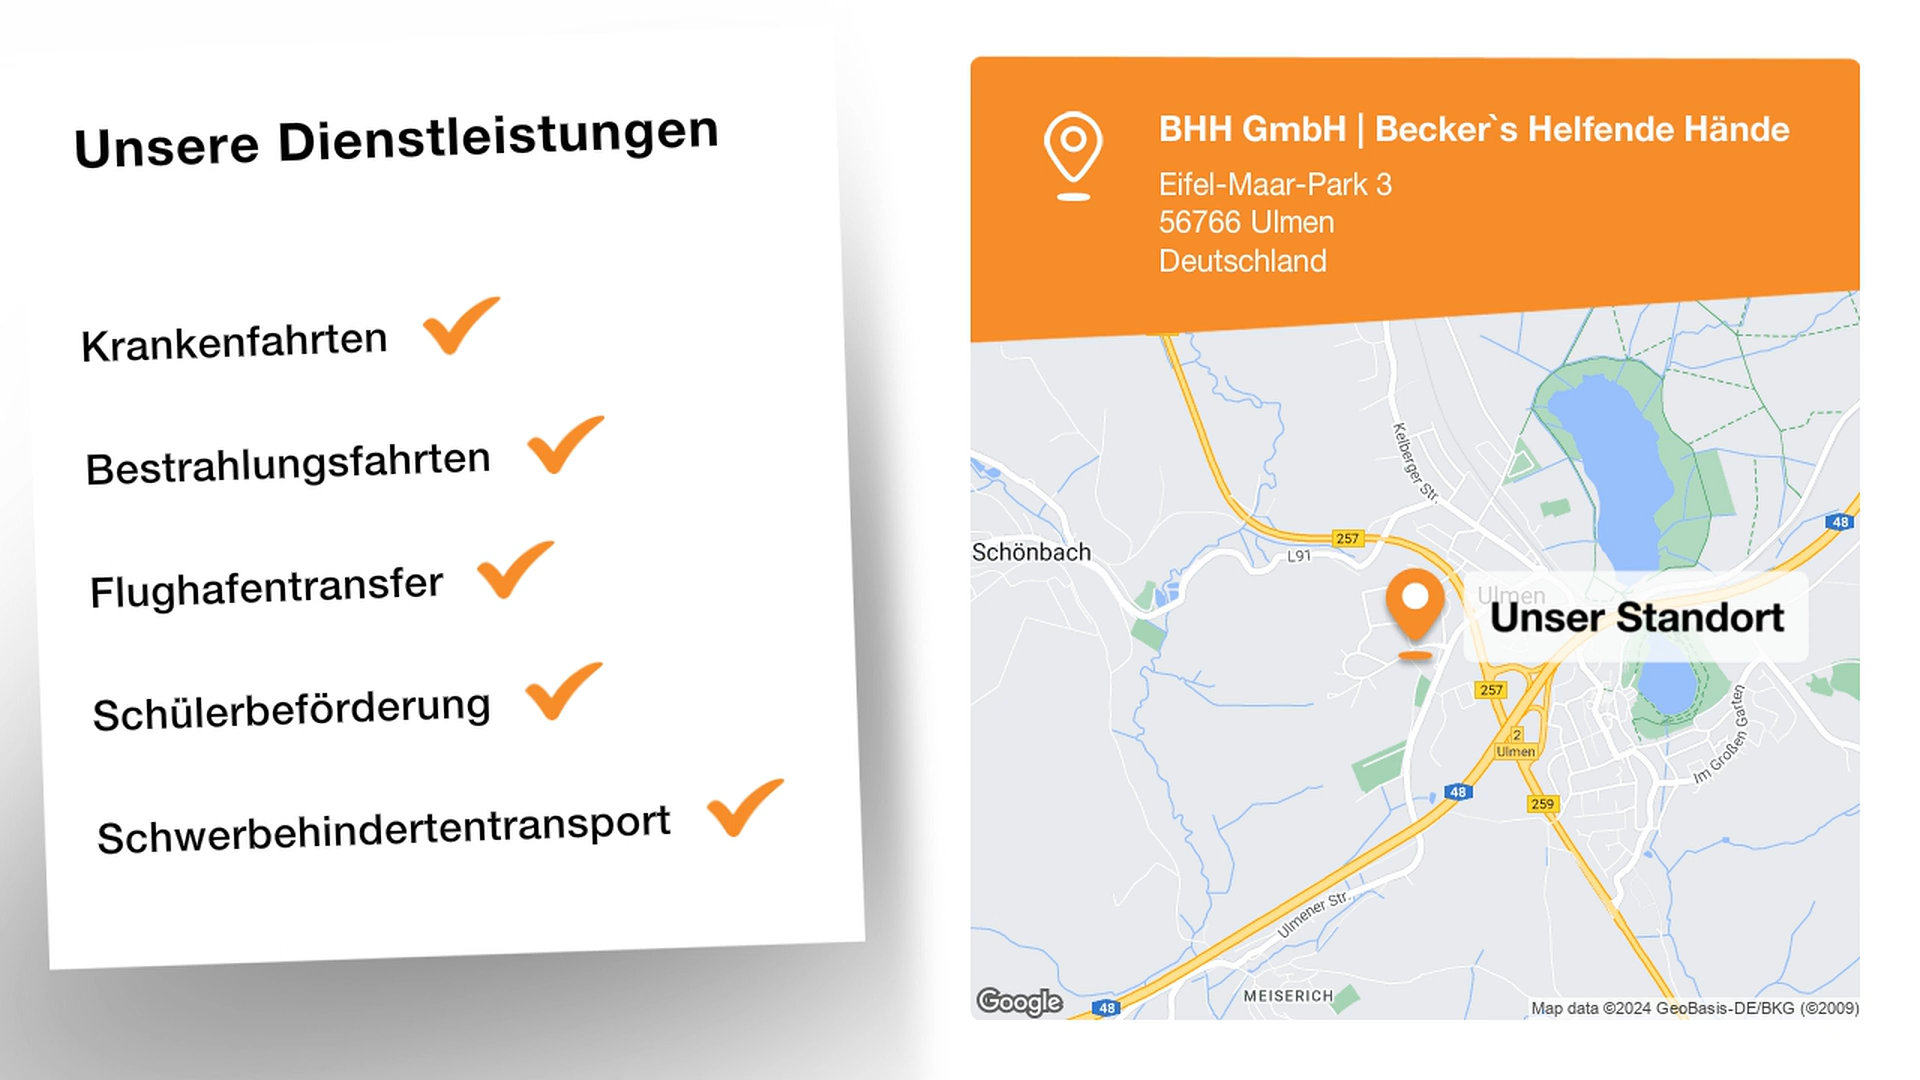 Unsere Dienstleistungen
Krankenfahrten
Bestrahlungsfahrten
Flughafentransfer
Schülerbeförderung
Schwerbehindertentransport
BHH GmbH | Becker`s Helfende Hände
Eifel-Maar-Park 3
56766 Ulmen
Deutschland
Kelberger Str.
48
257
Schönbach
L91
Ulmen
Unser Standort
257
2
Ulmen
Im Großen Garten
48
259
Ulmener Str.
MEISERICH
Google
48
Map data ©2024 GeoBasis-DE/BKG (©2009)